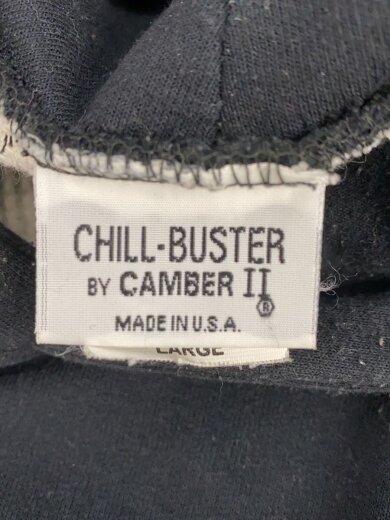 CHILL-BUSTER
BY CAMBER II®
MADE IN U.S.A.
LARGE